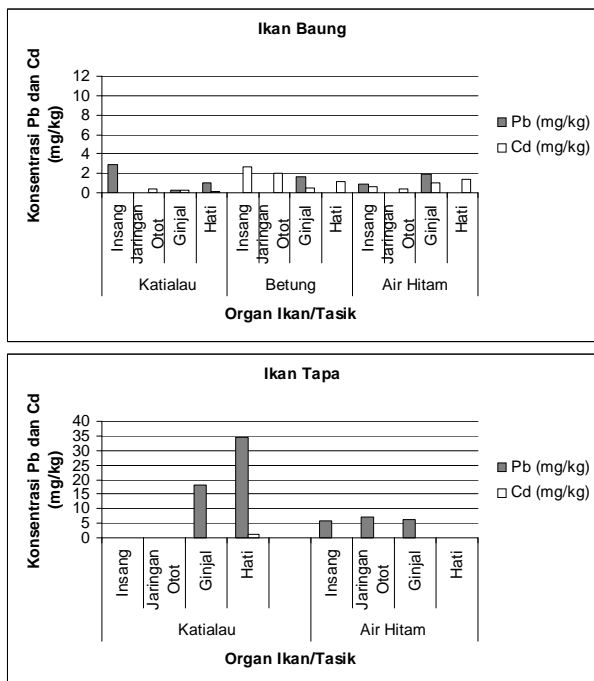 Ikan Baung
Konsentrasi Pb dan Cd
(mg/kg)
12
10
8
6
4
2
0
Pb (mg/kg)
Cd (mg/kg)
Insang
Jaringan
Otot
Ginjal
Hati
Insang
Jaringan
Otot
Ginjal
Hati
Insang
Jaringan
Otot
Ginjal
Hati
Katialau
Betung
Air Hitam
Organ Ikan/Tasik
Ikan Tapa
Konsentrasi Pb dan Cd
(mg/kg)
40
35
30
25
20
15
10
5
0
Pb (mg/kg)
Cd (mg/kg)
Insang
Jaringan
Otot
Ginjal
Hati
Insang
Jaringan
Otot
Ginjal
Hati
Katialau
Air Hitam
Organ Ikan/Tasik